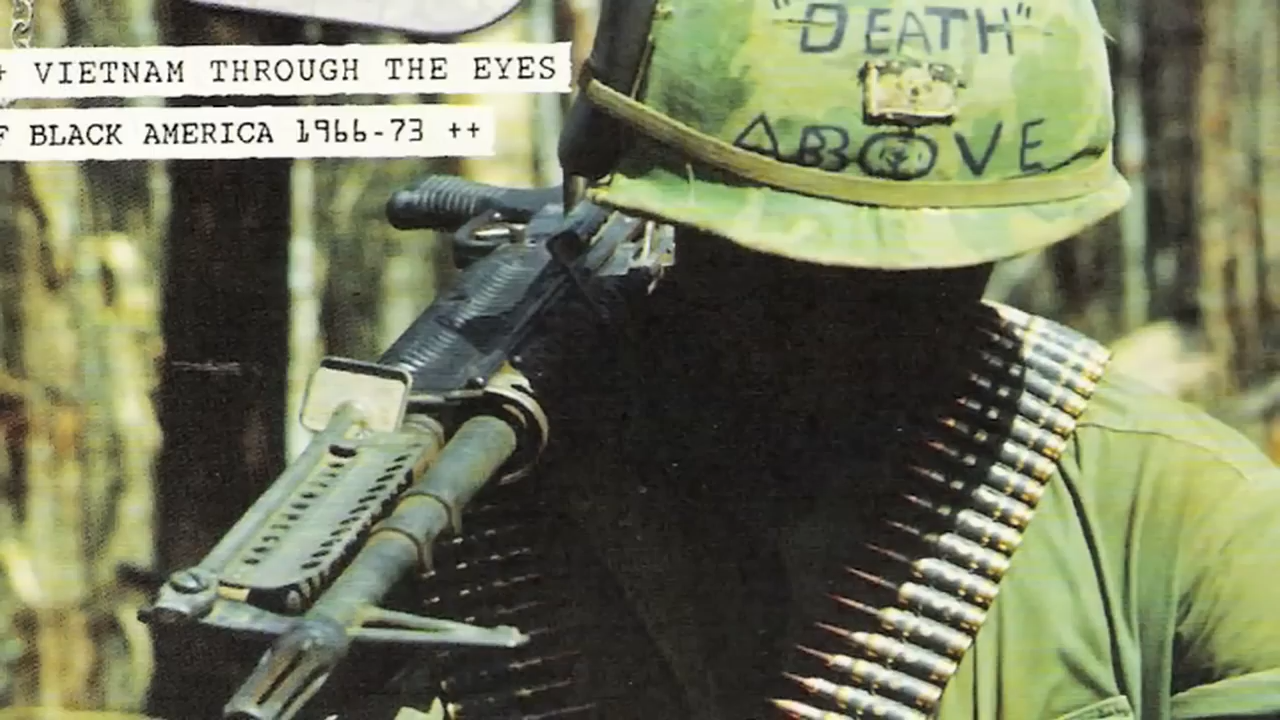 + VIETNAM THROUGH THE EYES
F BLACK AMERICA 1966-73 ++
"DEATH"
ABOVE